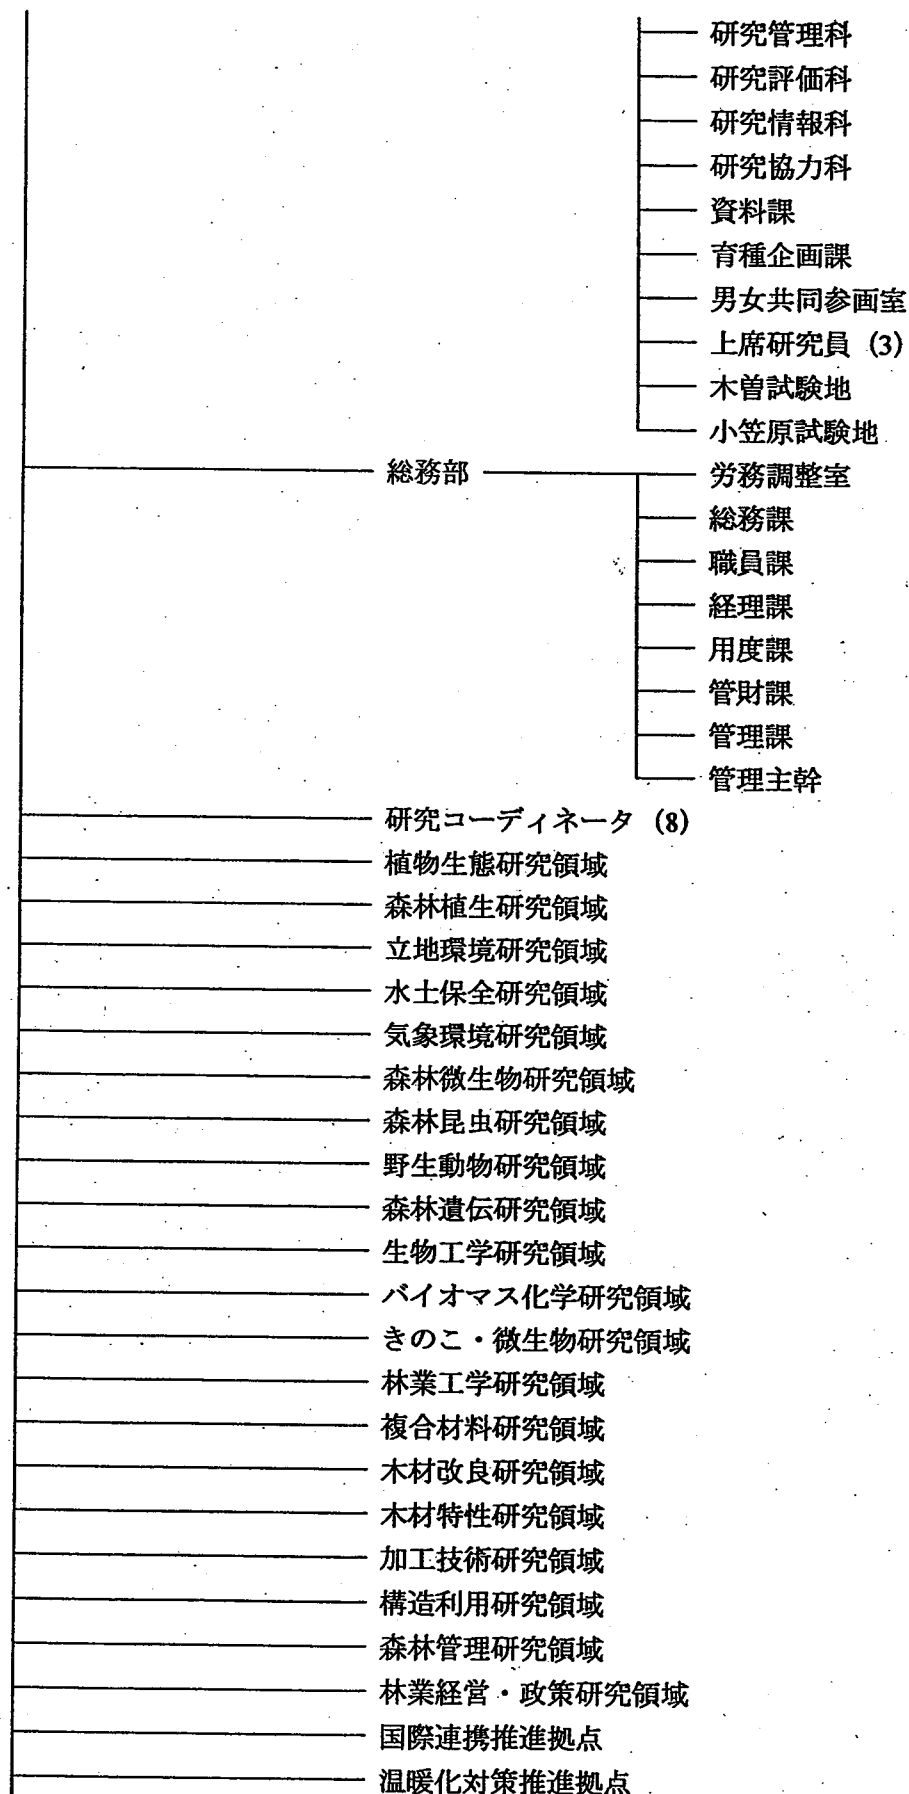 研究管理科
研究評価科
研究情報科
研究協力科
資料課
育種企画課
男女共同参画室
上席研究員 (3)
木曽試験地
小笠原試験地
総務部 労務調整室
総務課
職員課
経理課
用度課
管財課
管理課
管理主幹
研究コーディネータ (8)
植物生態研究領域
森林植生研究領域
立地環境研究領域
水土保全研究領域
気象環境研究領域
森林微生物研究領域
森林昆虫研究領域
野生動物研究領域
森林遺伝研究領域
生物工学研究領域
バイオマス化学研究領域
きのこ・微生物研究領域
林業工学研究領域
複合材料研究領域
木材改良研究領域
木材特性研究領域
加工技術研究領域
構造利用研究領域
森林管理研究領域
林業経営・政策研究領域
国際連携推進拠点
温暖化対策推進拠点